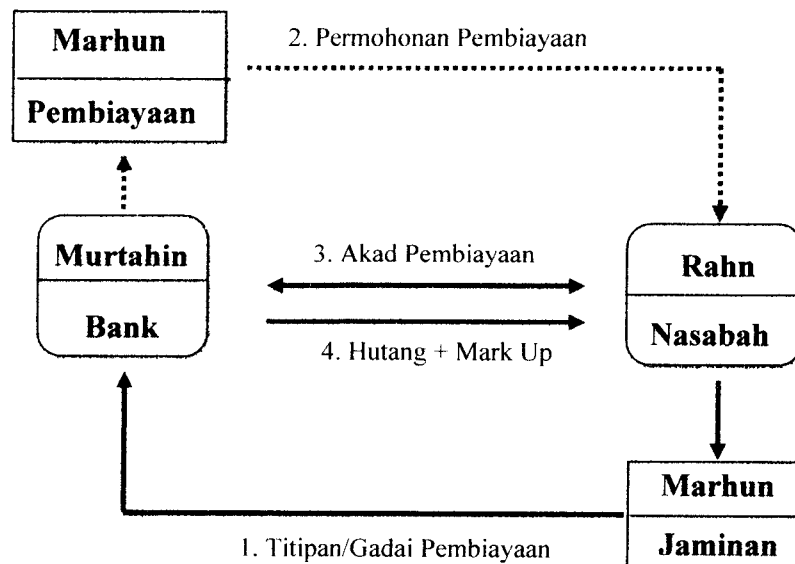 Marhun
Pembiayaan
2. Permohonan Pembiayaan
Murtahin
Bank
3. Akad Pembiayaan
4. Hutang + Mark Up
Rahn
Nasabah
Marhun
Jaminan
1. Titipan/Gadai Pembiayaan